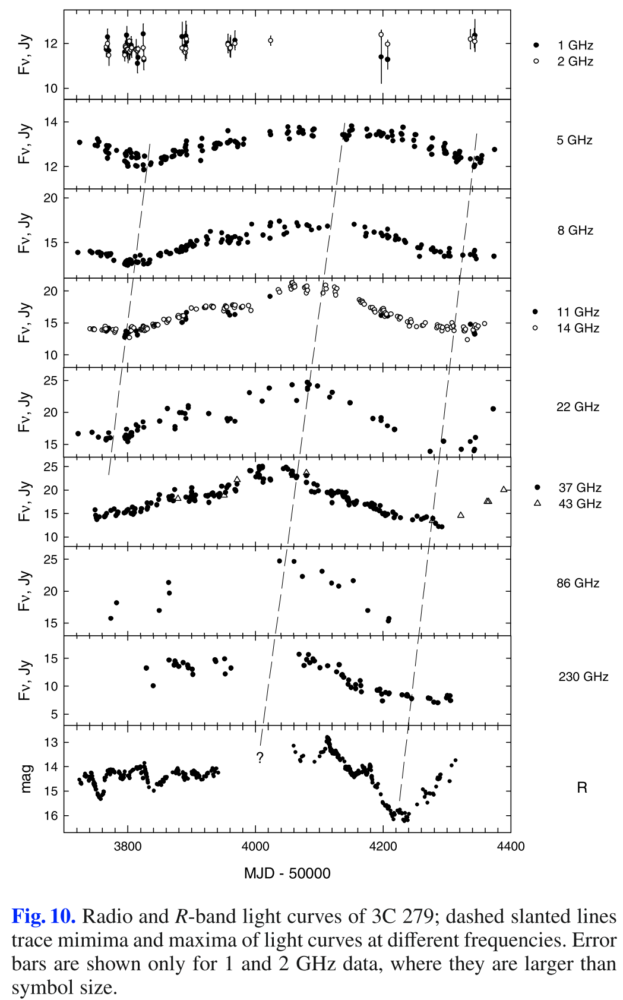 Fν, Jy
12
10
1 GHz
2 GHz
Fν, Jy
14
12
5 GHz
Fν, Jy
20
15
8 GHz
Fν, Jy
20
15
10
11 GHz
14 GHz
Fν, Jy
25
20
15
22 GHz
Fν, Jy
25
20
15
10
37 GHz
43 GHz
Fν, Jy
25
20
15
86 GHz
Fν, Jy
15
10
5
230 GHz
mag
13
14
15
16
?
R
3800 4000 4200 4400
MJD - 50000
Fig. 10. Radio and R-band light curves of 3C 279; dashed slanted lines
trace mimima and maxima of light curves at different frequencies. Error
bars are shown only for 1 and 2 GHz data, where they are larger than
symbol size.